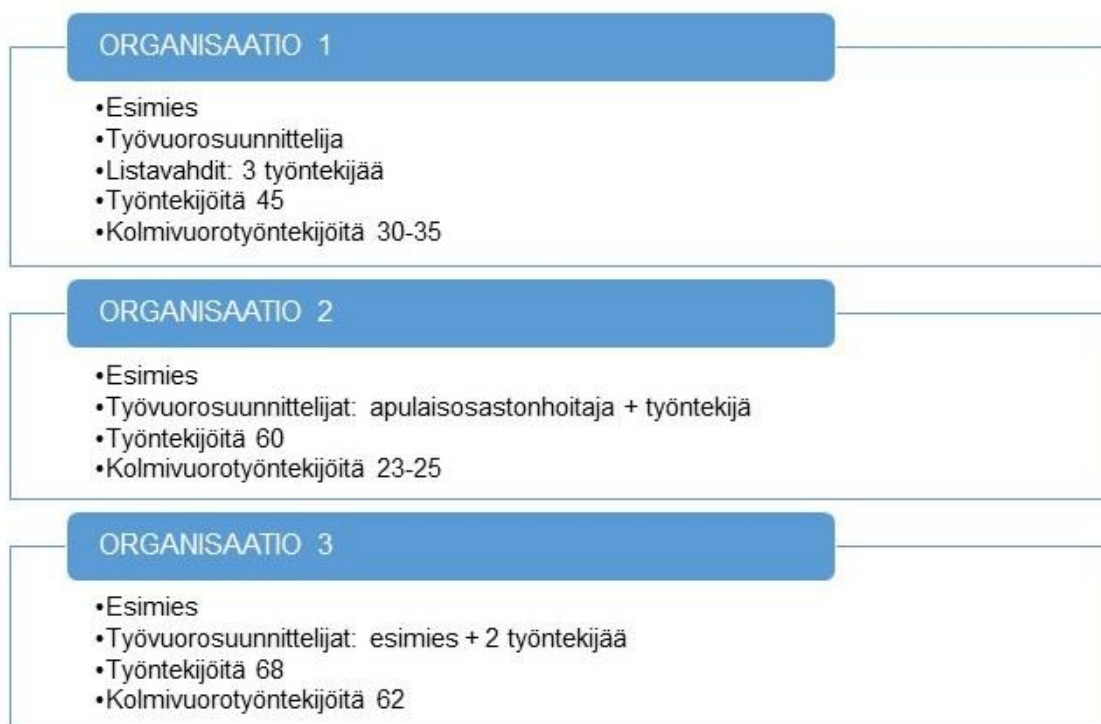 ORGANISAATIO 1
•Esimies
•Työvuorosuunnittelija
•Listavahdit: 3 työntekijää
•Työntekijöitä 45
•Kolmivuorotyöntekijöitä 30-35
ORGANISAATIO 2
•Esimies
•Työvuorosuunnittelijat: apulaisosastonhoitaja + työntekijä
•Työntekijöitä 60
•Kolmivuorotyöntekijöitä 23-25
ORGANISAATIO 3
•Esimies
•Työvuorosuunnittelijat: esimies + 2 työntekijää
•Työntekijöitä 68
•Kolmivuorotyöntekijöitä 62